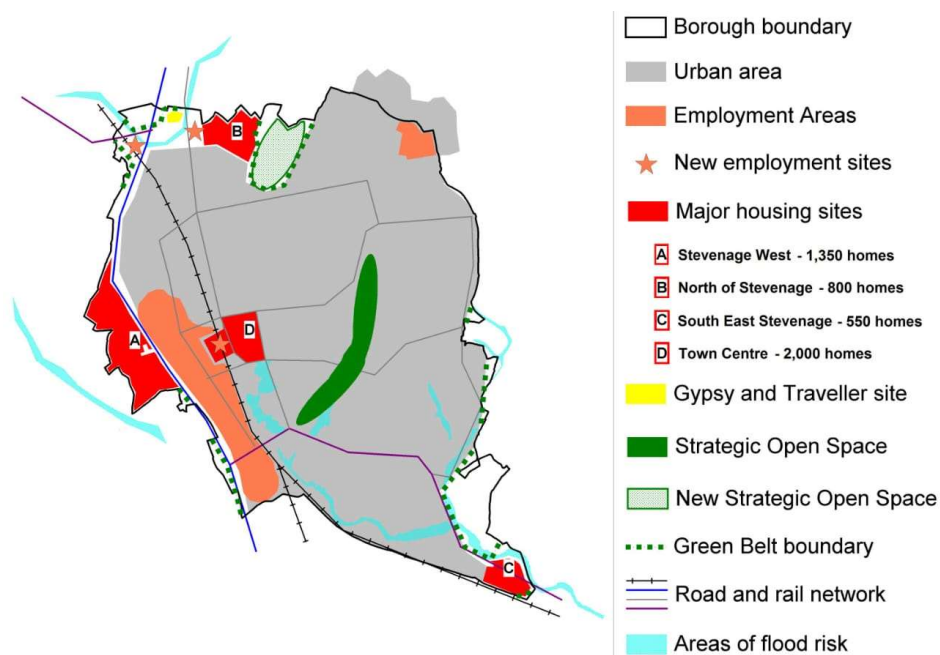 B
A
D
C
Borough boundary
Urban area
Employment Areas
New employment sites
Major housing sites
A Stevenage West - 1,350 homes
B North of Stevenage - 800 homes
C South East Stevenage - 550 homes
D Town Centre - 2,000 homes
Gypsy and Traveller site
Strategic Open Space
New Strategic Open Space
Green Belt boundary
Road and rail network
Areas of flood risk